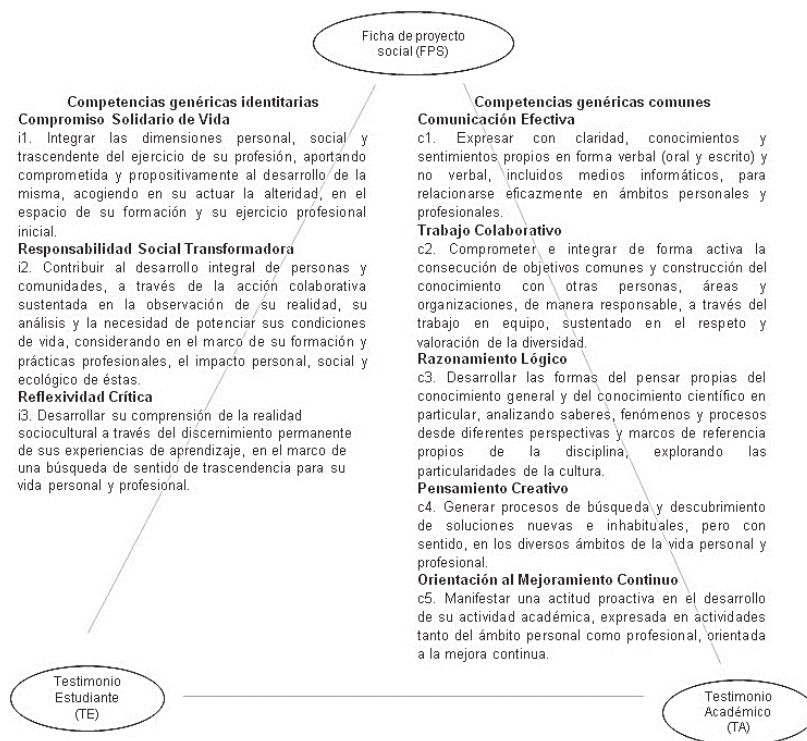 Ficha de proyecto
social (FPS)
Competencias genéricas identitarias
Compromiso Solidario de Vida
i1. Integrar las dimensiones personal, social y
trascendente del ejercicio de su profesión, aportando
comprometida y propositivamente al desarrollo de la
misma, acogiendo en su actuar la alteridad, en el
espacio de su formación y su ejercicio profesional
inicial.
Responsabilidad Social Transformadora
i2. Contribuir al desarrollo integral de personas y
comunidades, a través de la acción colaborativa
sustentada en la observación de su realidad, su
análisis y la necesidad de potenciar sus condiciones
de vida, considerando en el marco de su formación y
prácticas profesionales, el impacto personal, social y
ecológico de éstas.
Reflexividad Crítica
i3. Desarrollar su comprensión de la realidad
sociocultural a través del discernimiento permanente
de sus experiencias de aprendizaje, en el marco de
una búsqueda de sentido de trascendencia para su
vida personal y profesional.
Competencias genéricas comunes
Comunicación Efectiva
c1. Expresar con claridad, conocimientos y
sentimientos propios en forma verbal (oral y escrito) y
no verbal, incluidos medios informáticos, para
relacionarse eficazmente en ámbitos personales y
profesionales.
Trabajo Colaborativo
c2. Comprometer e integrar de forma activa la
consecución de objetivos comunes y construcción del
conocimiento con otras personas, áreas y
organizaciones, de manera responsable, a través del
trabajo en equipo, sustentado en el respeto y
valoración de la diversidad.
Razonamiento Lógico
c3. Desarrollar las formas del pensar propias del
conocimiento general y del conocimiento científico en
particular, analizando saberes, fenómenos y procesos
desde diferentes perspectivas y marcos de referencia
propios de la disciplina, explorando las
particularidades de la cultura.
Pensamiento Creativo
c4. Generar procesos de búsqueda y descubrimiento
de soluciones nuevas e inhabituales, pero con
sentido, en los diversos ámbitos de la vida personal y
profesional.
Orientación al Mejoramiento Continuo
c5. Manifestar una actitud proactiva en el desarrollo
de su actividad académica, expresada en actividades
tanto del ámbito personal como profesional, orientada
a la mejora continua.
Testimonio
Estudiante
(TE)
Testimonio
Académico
(TA)